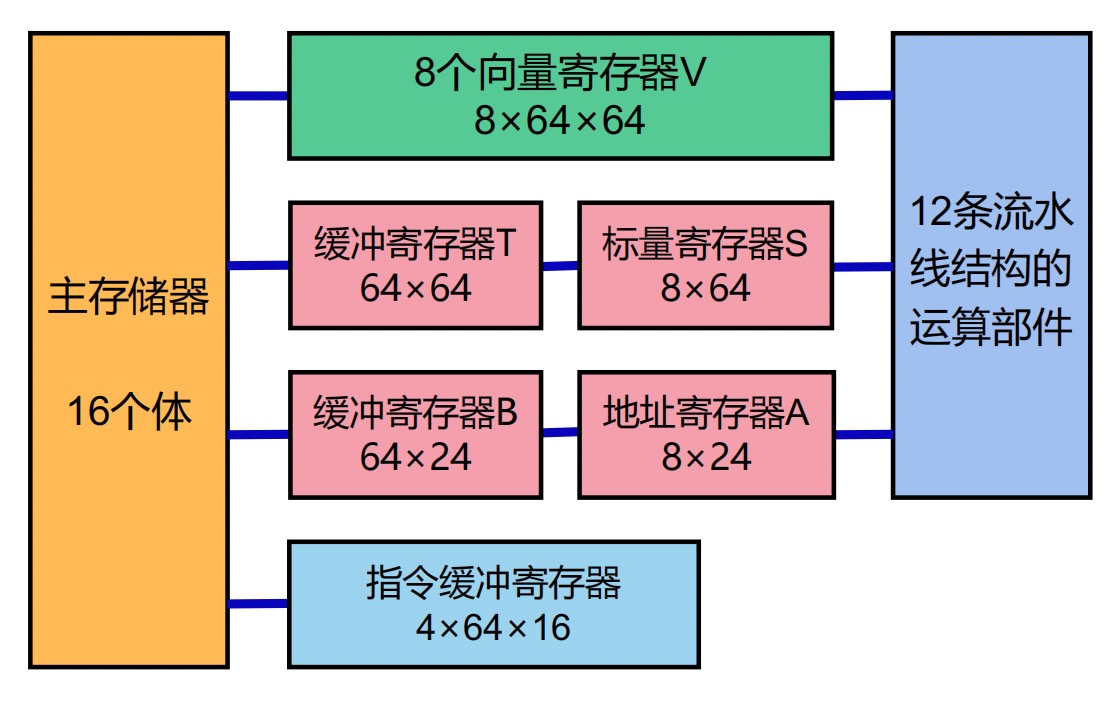 主存储器
16个体
8个向量寄存器V
8×64×64
缓冲寄存器T
64×64
标量寄存器S
8×64
缓冲寄存器B
64×24
地址寄存器A
8×24
指令缓冲寄存器
4×64×16
12条流水
线结构的
运算部件